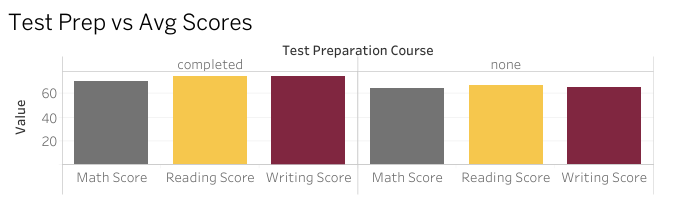 Test Prep vs Avg Scores
Test Preparation Course
completed none
Value
60
40
20
Math Score Reading Score Writing Score Math Score Reading Score Writing Score